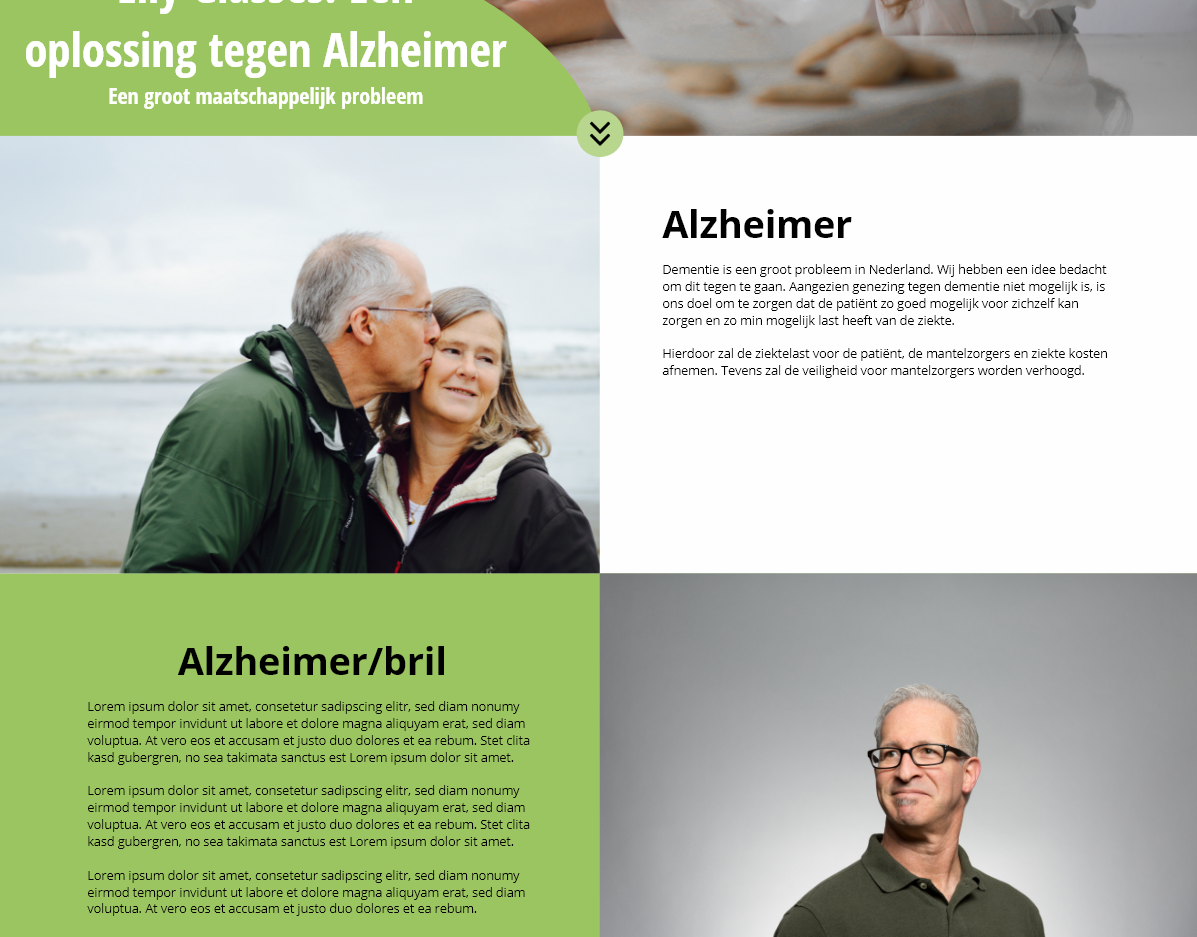 oplossing tegen Alzheimer
Een groot maatschappelijk probleem
Alzheimer
Dementie is een groot probleem in Nederland. Wij hebben een idee bedacht
om dit tegen te gaan. Aangezien genezing tegen dementie niet mogelijk is, is
ons doel om te zorgen dat de patiënt zo goed mogelijk voor zichzelf kan
zorgen en zo min mogelijk last heeft van de ziekte.
Hierdoor zal de ziektelast voor de patiënt, de mantelzorgers en ziekte kosten
afnemen. Tevens zal de veiligheid voor mantelzorgers worden verhoogd.
Alzheimer/bril
Lorem ipsum dolor sit amet, consetetur sadipscing elitr, sed diam nonumy
eirmod tempor invidunt ut labore et dolore magna aliquyam erat, sed diam
voluptua. At vero eos et accusam et justo duo dolores et ea rebum. Stet clita
kasd gubergren, no sea takimata sanctus est Lorem ipsum dolor sit amet.
Lorem ipsum dolor sit amet, consetetur sadipscing elitr, sed diam nonumy
eirmod tempor invidunt ut labore et dolore magna aliquyam erat, sed diam
voluptua. At vero eos et accusam et justo duo dolores et ea rebum. Stet clita
kasd gubergren, no sea takimata sanctus est Lorem ipsum dolor sit amet.
Lorem ipsum dolor sit amet, consetetur sadipscing elitr, sed diam nonumy
eirmod tempor invidunt ut labore et dolore magna aliquyam erat, sed diam
voluptua. At vero eos et accusam et justo duo dolores et ea rebum.